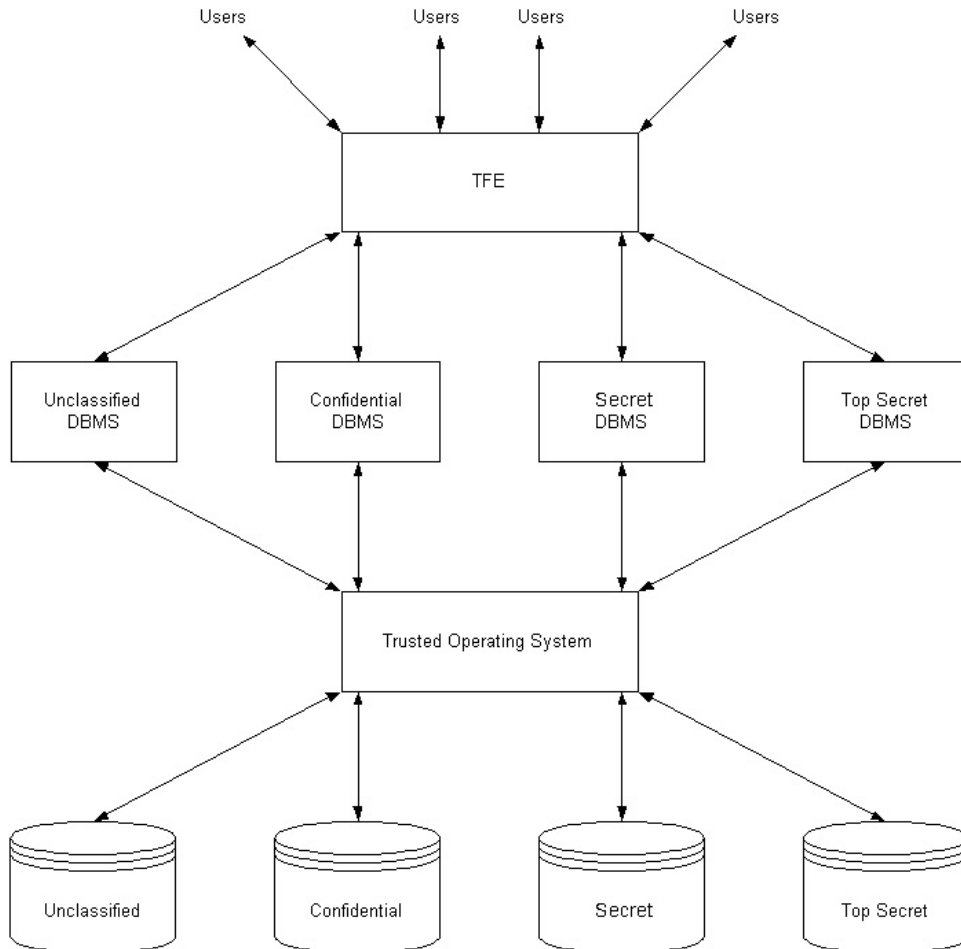 Users Users Users Users
TFE
Unclassified
DBMS
Confidential
DBMS
Secret
DBMS
Top Secret
DBMS
Trusted Operating System
Unclassified
Confidential
Secret
Top Secret